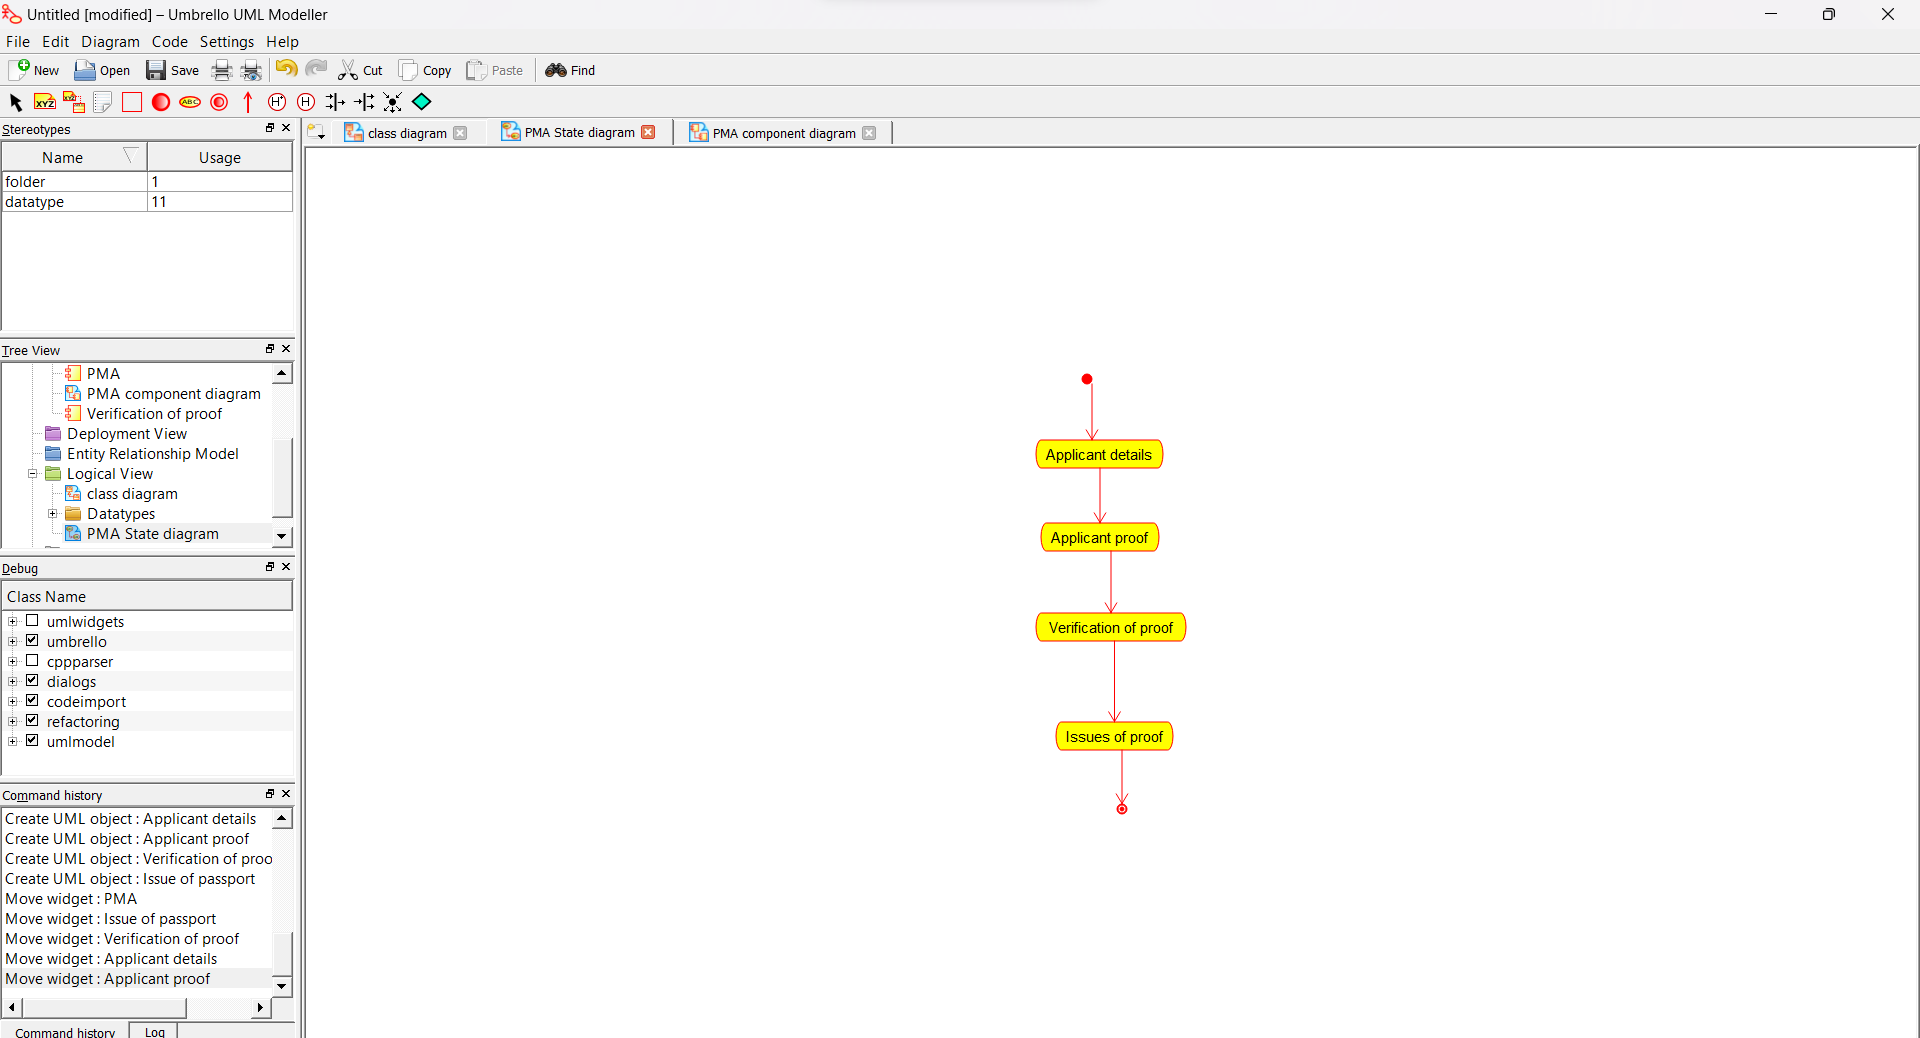 Untitled [modified] – Umbrello UML Modeller
File Edit Diagram Code Settings Help
New Open Save Cut Copy Paste Find
XYZ XYZ ABC H* H
Stereotypes
Name Usage
folder 1
datatype 11
Tree View
PMA
PMA component diagram
Verification of proof
Deployment View
Entity Relationship Model
Logical View
class diagram
Datatypes
PMA State diagram
Debug
Class Name
umlwidgets
umbrello
cppparser
dialogs
codeimport
refactoring
umlmodel
Command history
Create UML object : Applicant details
Create UML object : Applicant proof
Create UML object : Verification of proo
Create UML object : Issue of passport
Move widget : PMA
Move widget : Issue of passport
Move widget : Verification of proof
Move widget : Applicant details
Move widget : Applicant proof
Command history Log
class diagram PMA State diagram PMA component diagram
Applicant details
Applicant proof
Verification of proof
Issues of proof